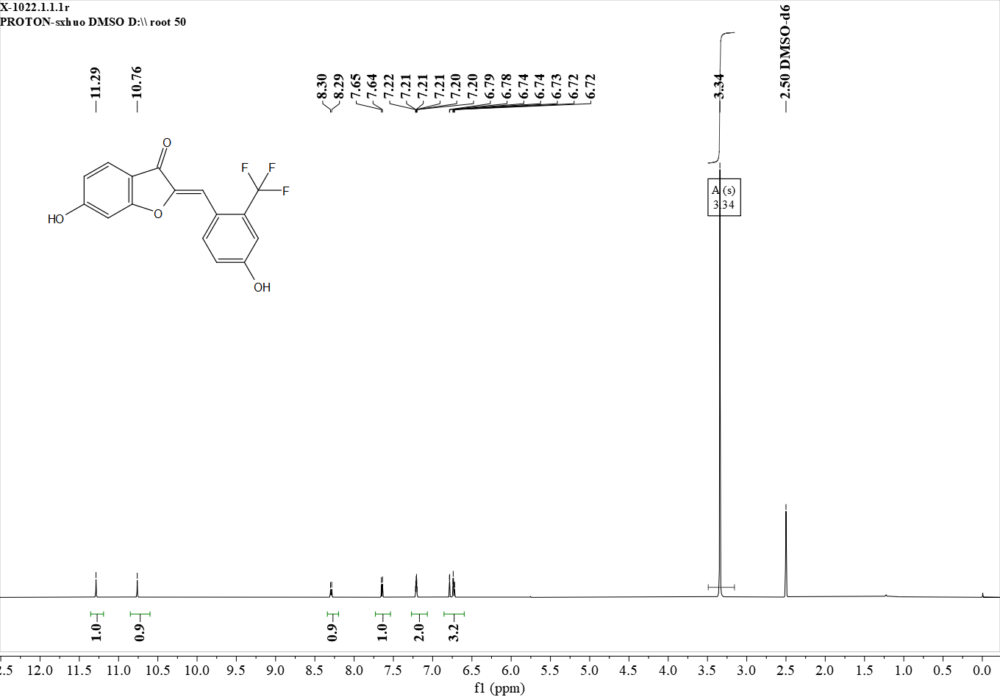 X-1022.1.1.1r
PROTON-sxhuo DMSO D:\\ root 50
11.29
10.76
8.30
8.29
7.65
7.64
7.22
7.21
7.21
7.21
7.20
7.20
6.79
6.78
6.74
6.74
6.73
6.72
6.72
3.34
2.50 DMSO-d6
O
F
F
F
HO
O
OH
A (s)
3.34
1.0
0.9
0.9
1.0
2.0
3.2
2.5 12.0 11.5 11.0 10.5 10.0 9.5 9.0 8.5 8.0 7.5 7.0 6.5 6.0 5.5 5.0 4.5 4.0 3.5 3.0 2.5 2.0 1.5 1.0 0.5 0.0
f1 (ppm)